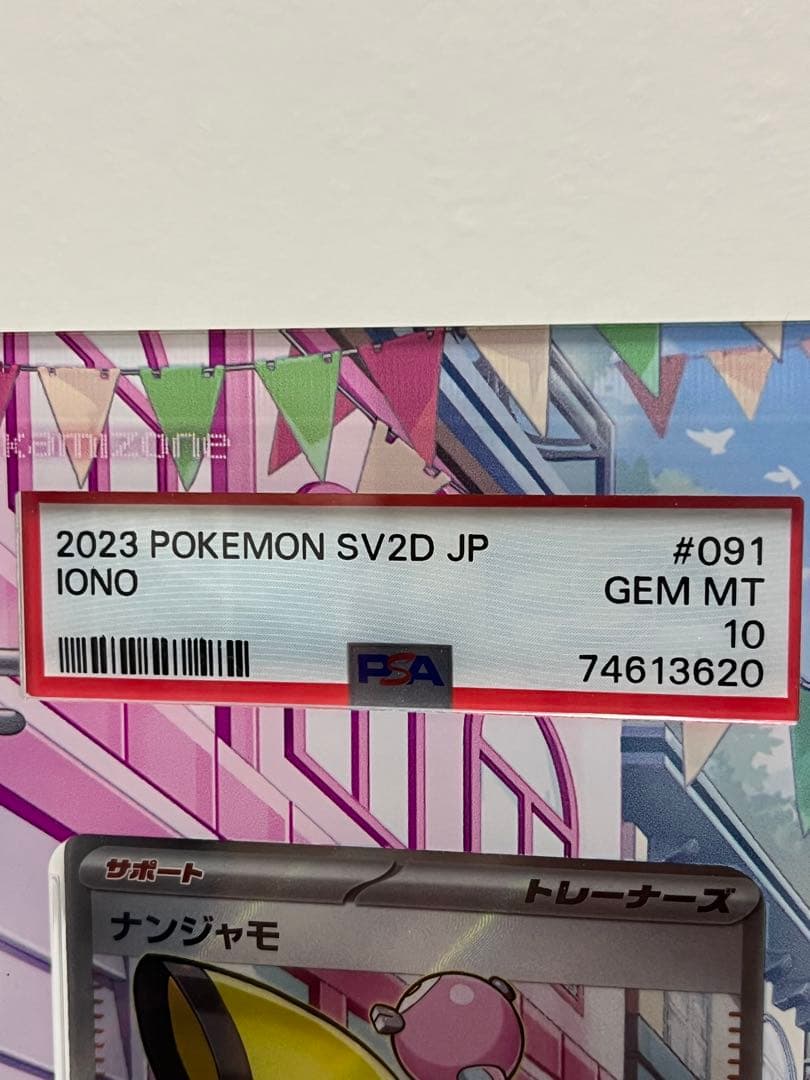 kamizone
2023 POKEMON SV2D JP #091
IONO GEM MT
10
PSA 74613620
サポート トレーナーズ
ナンジャモ